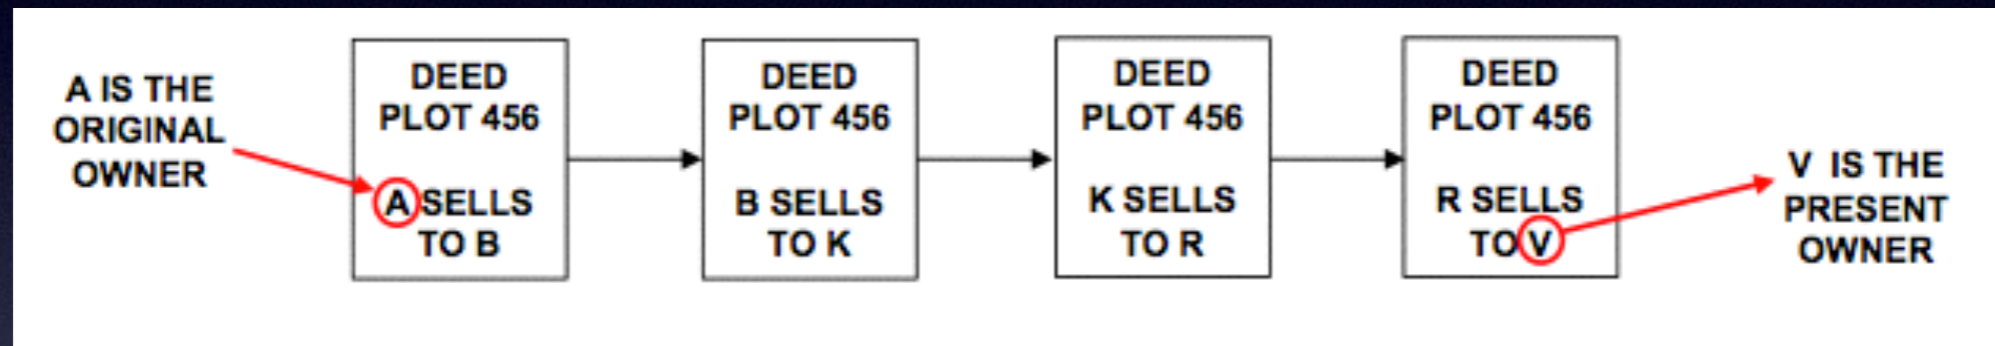 A IS THE
ORIGINAL
OWNER
DEED
PLOT 456
A SELLS
TO B
DEED
PLOT 456
B SELLS
TO K
DEED
PLOT 456
K SELLS
TO R
DEED
PLOT 456
R SELLS
TO V
V IS THE
PRESENT
OWNER